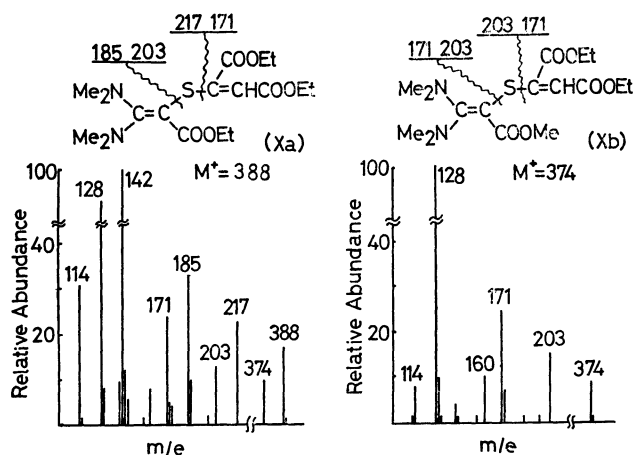 217 171
185 203
COOEt
S-C=CHCOOEt
Me₂N
C=C
Me₂N
COOEt
(Xa)
M⁺= 388
Relative Abundance
100
40
20
114
128
142
171
185
203
217
374
388
m/e
203 171
171 203
COOEt
S-C=CHCOOEt
Me₂N
C=C
Me₂N
COOMe
(Xb)
M⁺=374
Relative Abundance
100
40
20
114
128
160
171
203
374
m/e